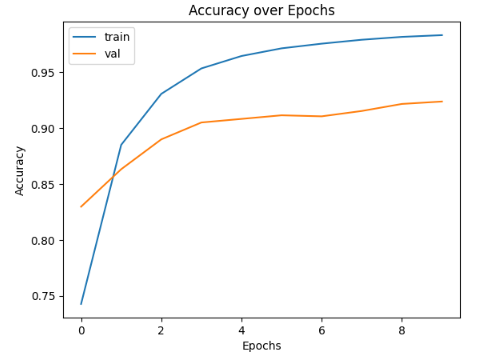 Accuracy over Epochs
train
val
0.95
0.90
0.85
0.80
0.75
Accuracy
0 2 4 6 8
Epochs